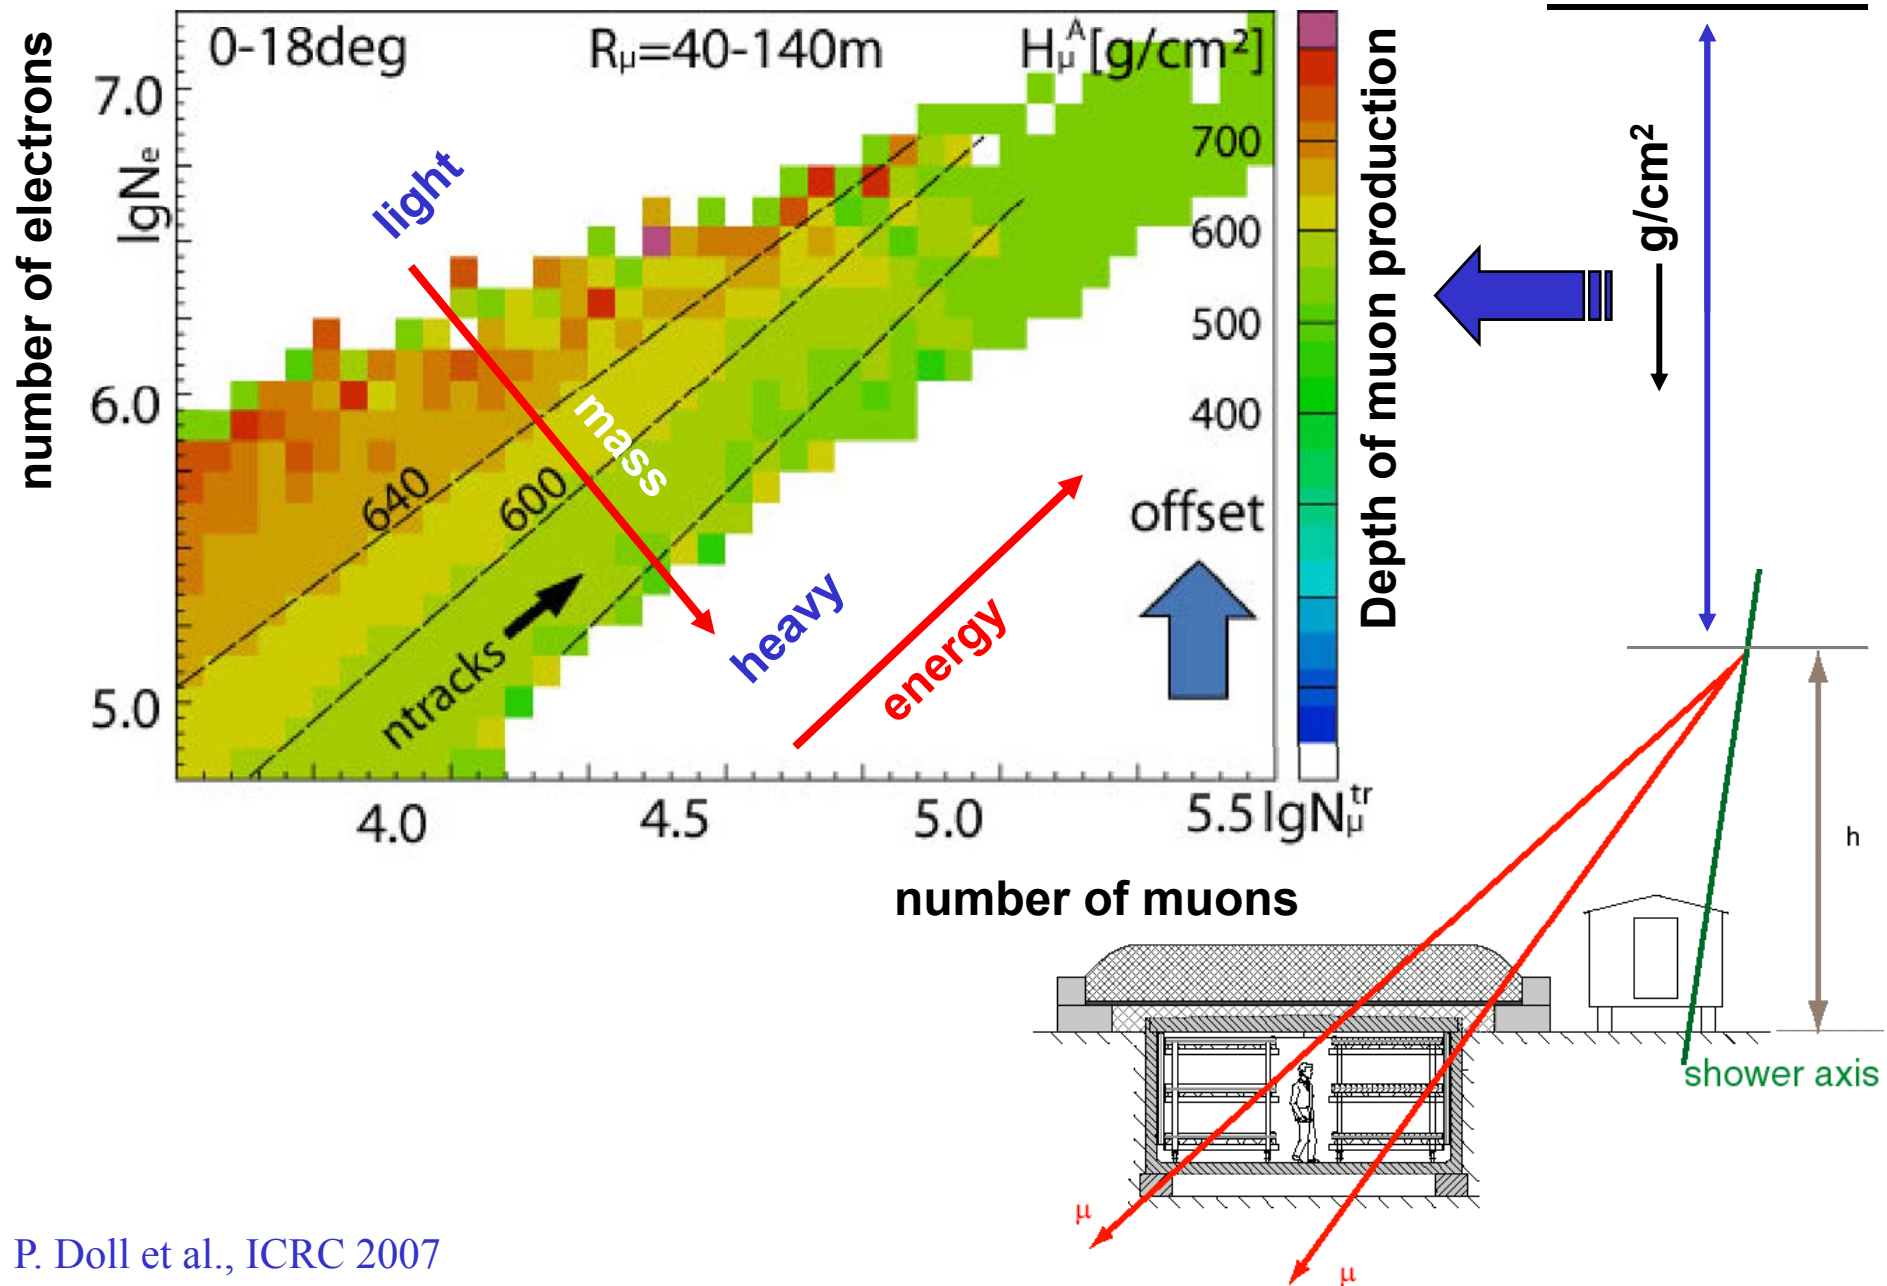 0-18deg
Rμ=40-140m
HμA[g/cm²]
number of electrons
lgNe
7.0
6.0
5.0
light
mass
heavy
energy
640
600
ntracks
offset
700
600
500
400
Depth of muon production
g/cm2
4.0
4.5
5.0
5.5
lgNμtr
number of muons
h
shower axis
μ
μ
P. Doll et al., ICRC 2007